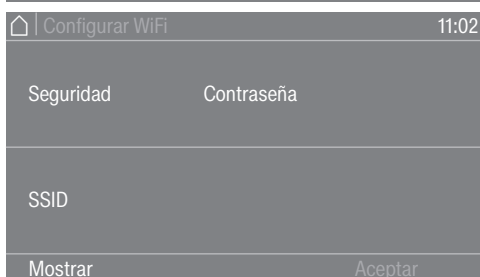 Configurar WiFi 11:02
Seguridad Contraseña
SSID
Mostrar Aceptar